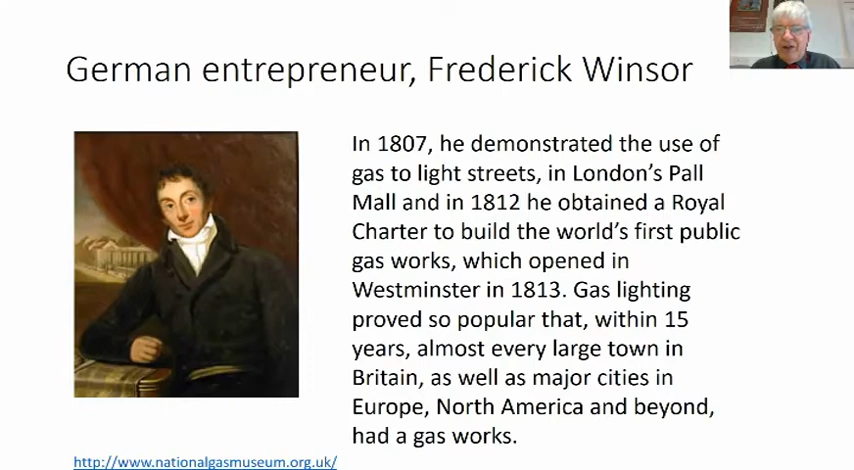 German entrepreneur, Frederick Winsor
In 1807, he demonstrated the use of
gas to light streets, in London's Pall
Mall and in 1812 he obtained a Royal
Charter to build the world's first public
gas works, which opened in
Westminster in 1813. Gas lighting
proved so popular that, within 15
years, almost every large town in
Britain, as well as major cities in
Europe, North America and beyond,
had a gas works.
http://www.nationalgasmuseum.org.uk/